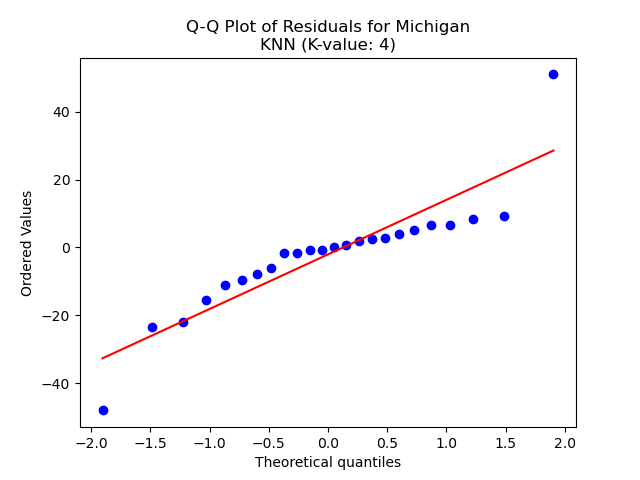 Q-Q Plot of Residuals for Michigan
KNN (K-value: 4)
Ordered Values
40
20
0
−20
−40
−2.0 −1.5 −1.0 −0.5 0.0 0.5 1.0 1.5 2.0
Theoretical quantiles